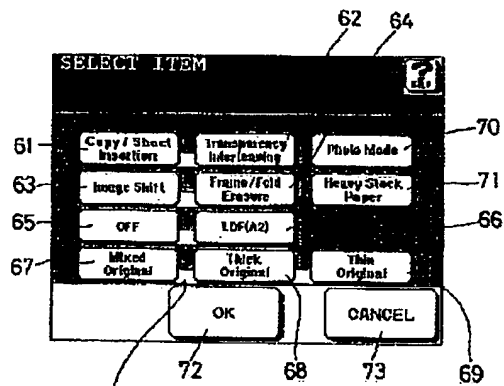 62 64
SELECT ITEM
?
61 Copy / Sheet Insertion Transparency Interleaving Photo Mode 70
63 Image Shift Frame/Fold Erasure Heavy Stock Paper 71
65 OFF LDF(A2) 66
67 Mixed Original Thick Original Thin Original
OK CANCEL
72 68 73 69